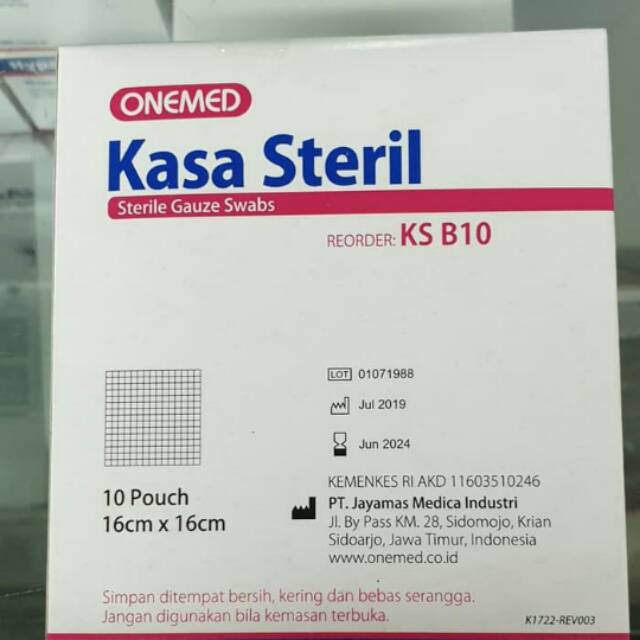 ONEMED
Kasa Steril
Sterile Gauze Swabs
REORDER: KS B10
LOT 01071988
Jul 2019
Jun 2024
10 Pouch
16cm x 16cm
KEMENKES RI AKD 11603510246
PT. Jayamas Medica Industri
Jl. By Pass KM. 28, Sidomojo, Krian
Sidoarjo, Jawa Timur, Indonesia
www.onemed.co.id
Simpan ditempat bersih, kering dan bebas serangga.
Jangan digunakan bila kemasan terbuka.
K1722-REV003